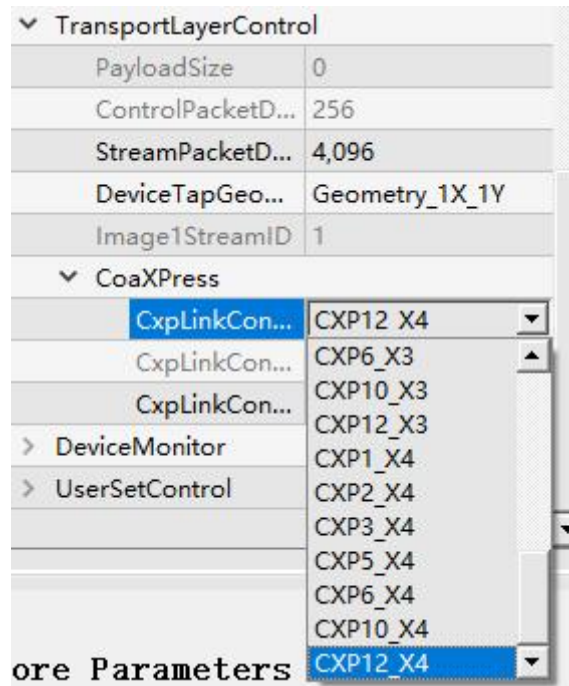 TransportLayerControl
PayloadSize 0
ControlPacketD... 256
StreamPacketD... 4,096
DeviceTapGeo... Geometry_1X_1Y
Image1StreamID 1
CoaXPress
CxpLinkCon... CXP12_X4
CxpLinkCon...
CxpLinkCon...
DeviceMonitor
UserSetControl
CXP6_X3
CXP10_X3
CXP12_X3
CXP1_X4
CXP2_X4
CXP3_X4
CXP5_X4
CXP6_X4
CXP10_X4
CXP12_X4
ore Parameters